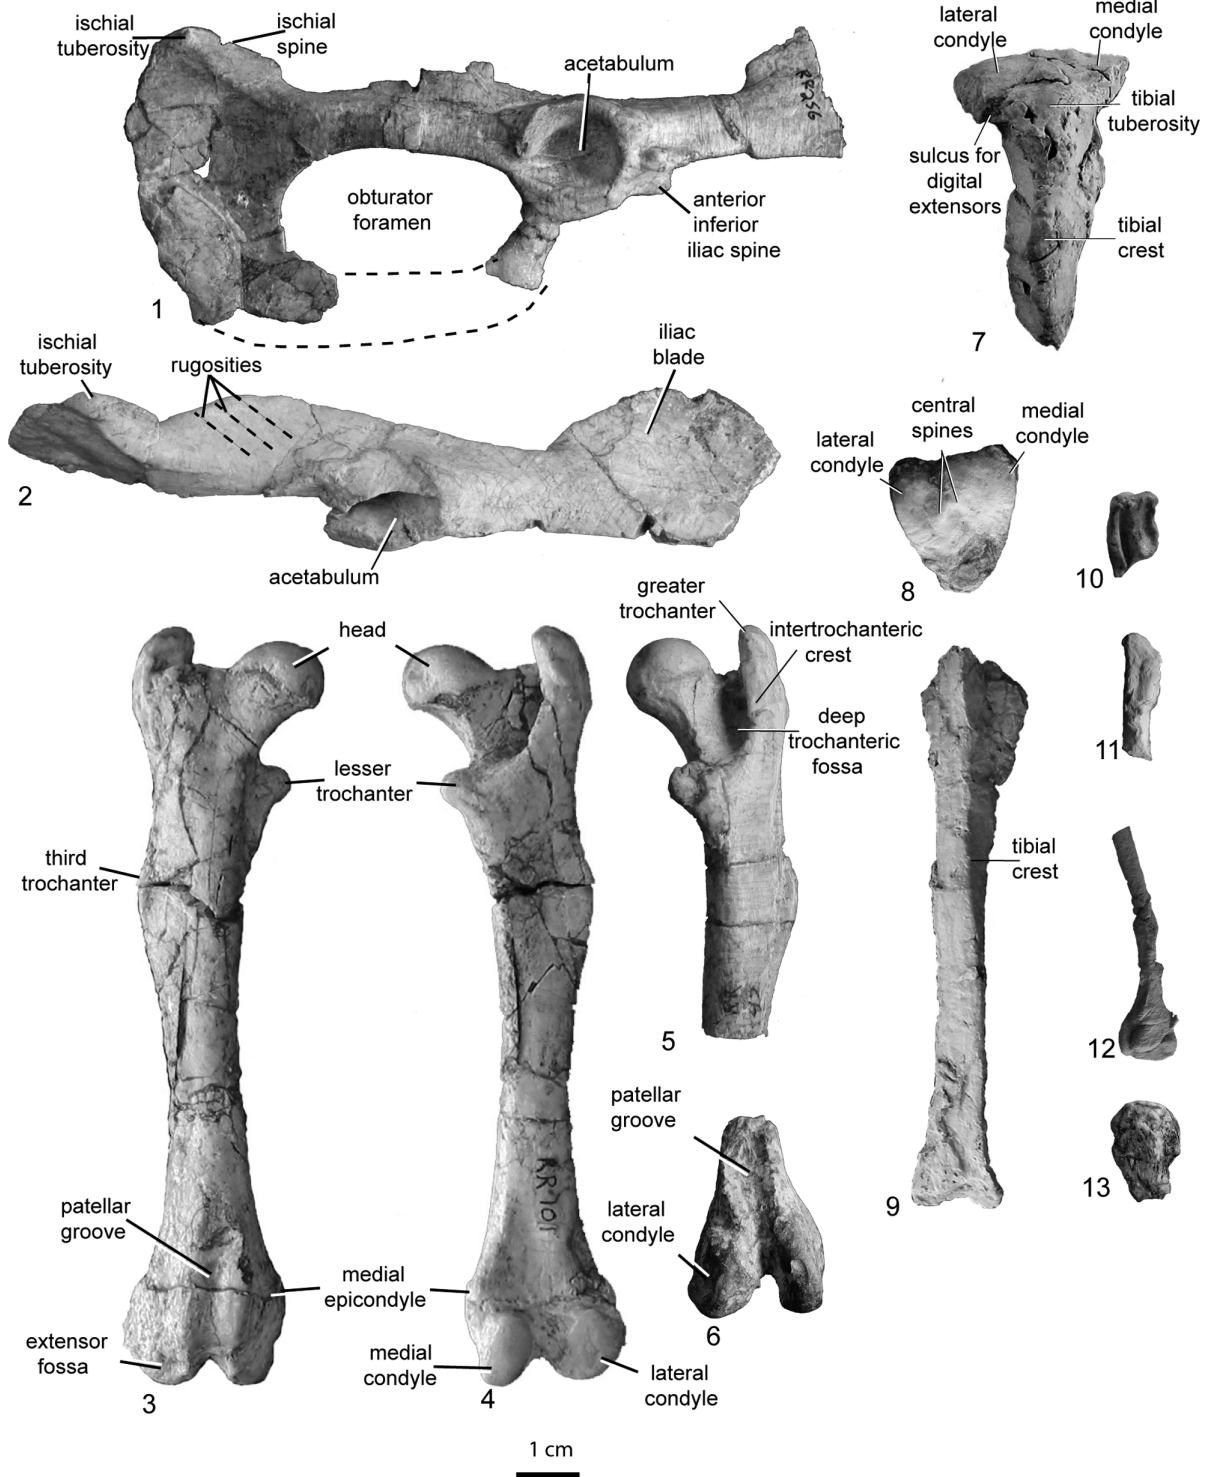 ischial
tuberosity
ischial
spine
acetabulum
RR256
obturator
foramen
anterior
inferior
iliac spine
1
lateral
condyle
medial
condyle
tibial
tuberosity
sulcus for
digital
extensors
tibial
crest
7
ischial
tuberosity
rugosities
iliac
blade
2
acetabulum
central
spines
lateral
condyle
medial
condyle
8
10
head
lesser
trochanter
third
trochanter
patellar
groove
medial
epicondyle
extensor
fossa
3
RR 101
medial
condyle
lateral
condyle
4
greater
trochanter
intertrochanteric
crest
deep
trochanteric
fossa
5
patellar
groove
lateral
condyle
6
tibial
crest
9
11
12
13
1 cm